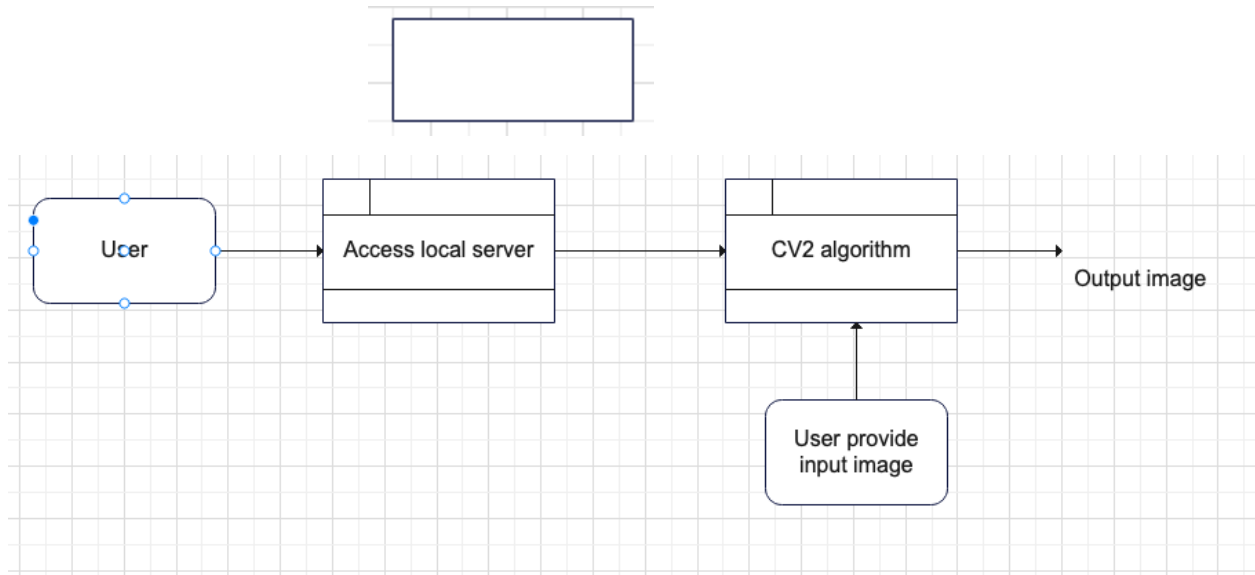 User
Access local server
CV2 algorithm
Output image
User provide
input image